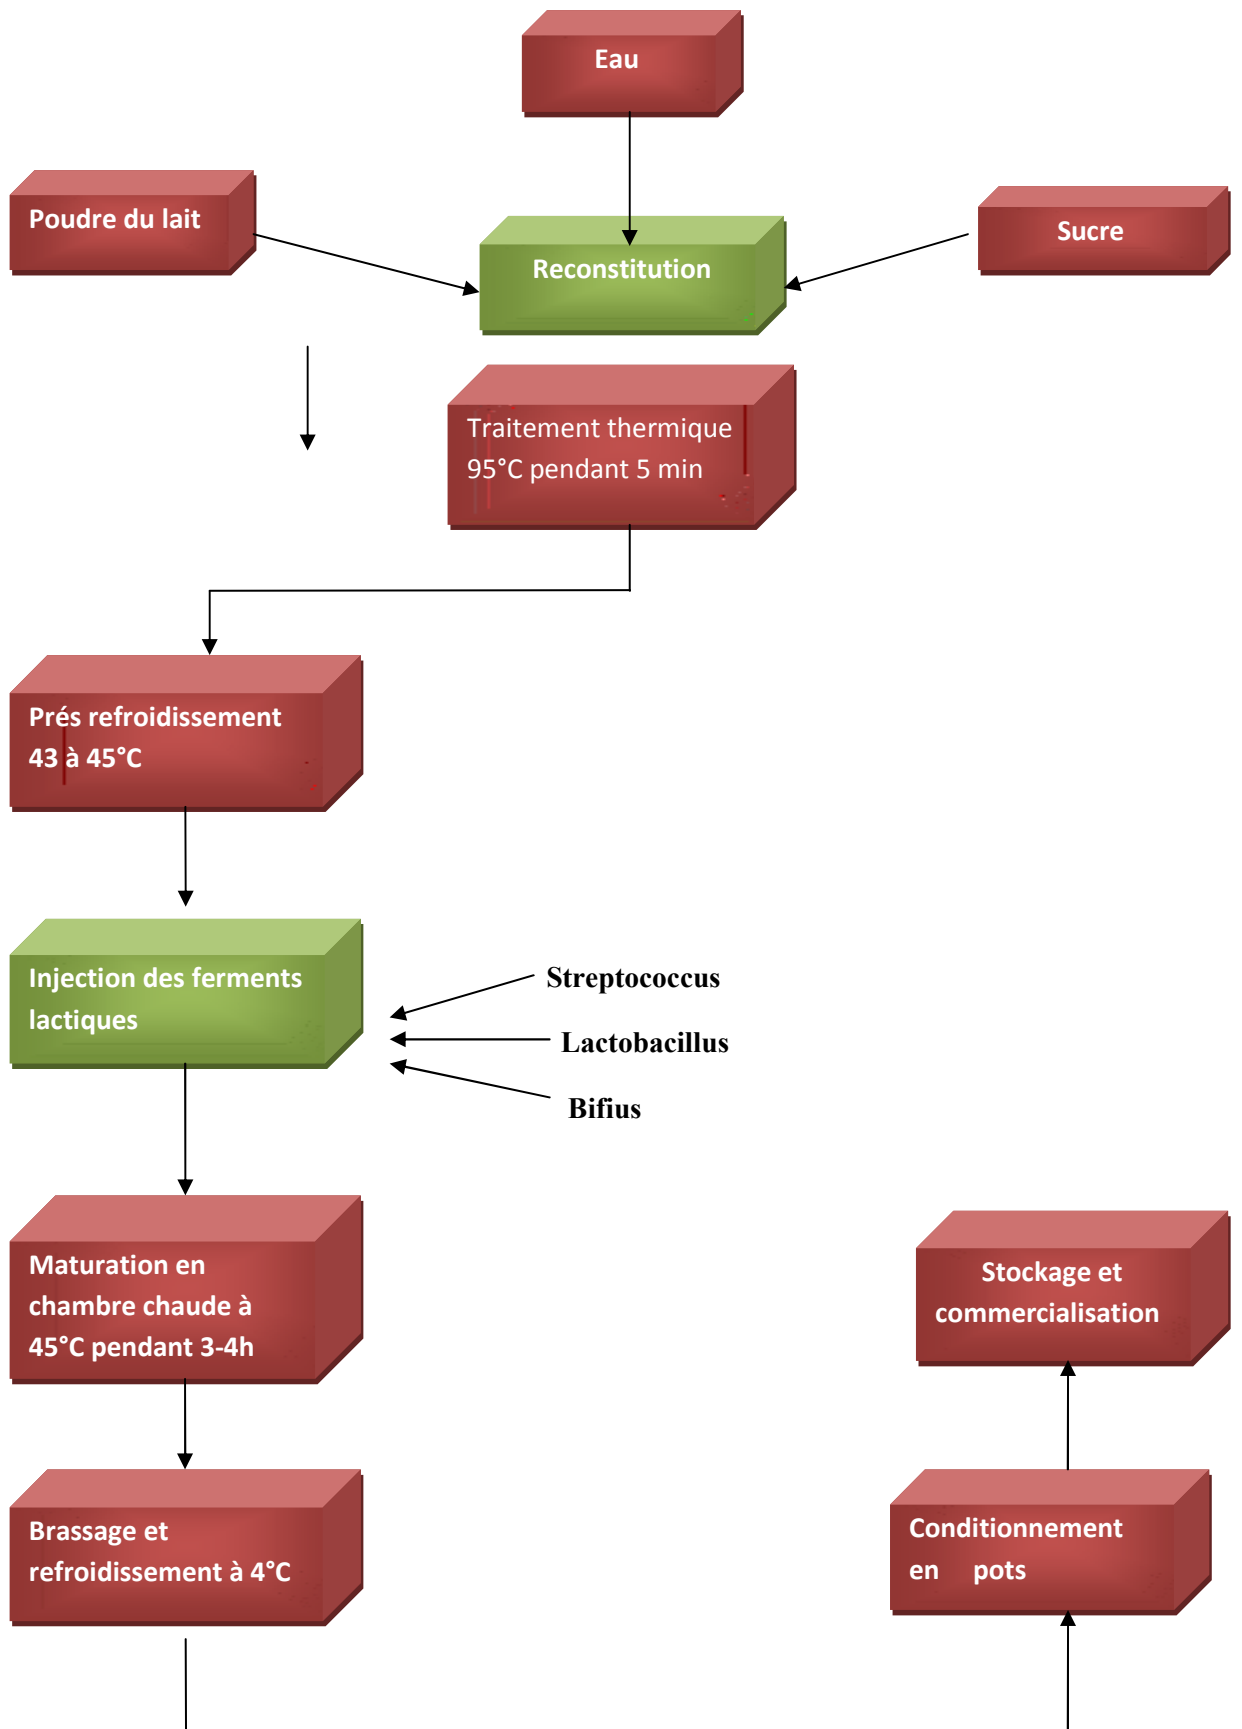 Eau
Poudre du lait
Sucre
Reconstitution
Traitement thermique
95°C pendant 5 min
Prés refroidissement
43 à 45°C
Injection des ferments
lactiques
Streptococcus
Lactobacillus
Bifius
Maturation en
chambre chaude à
45°C pendant 3-4h
Stockage et
commercialisation
Brassage et
refroidissement à 4°C
Conditionnement
en pots